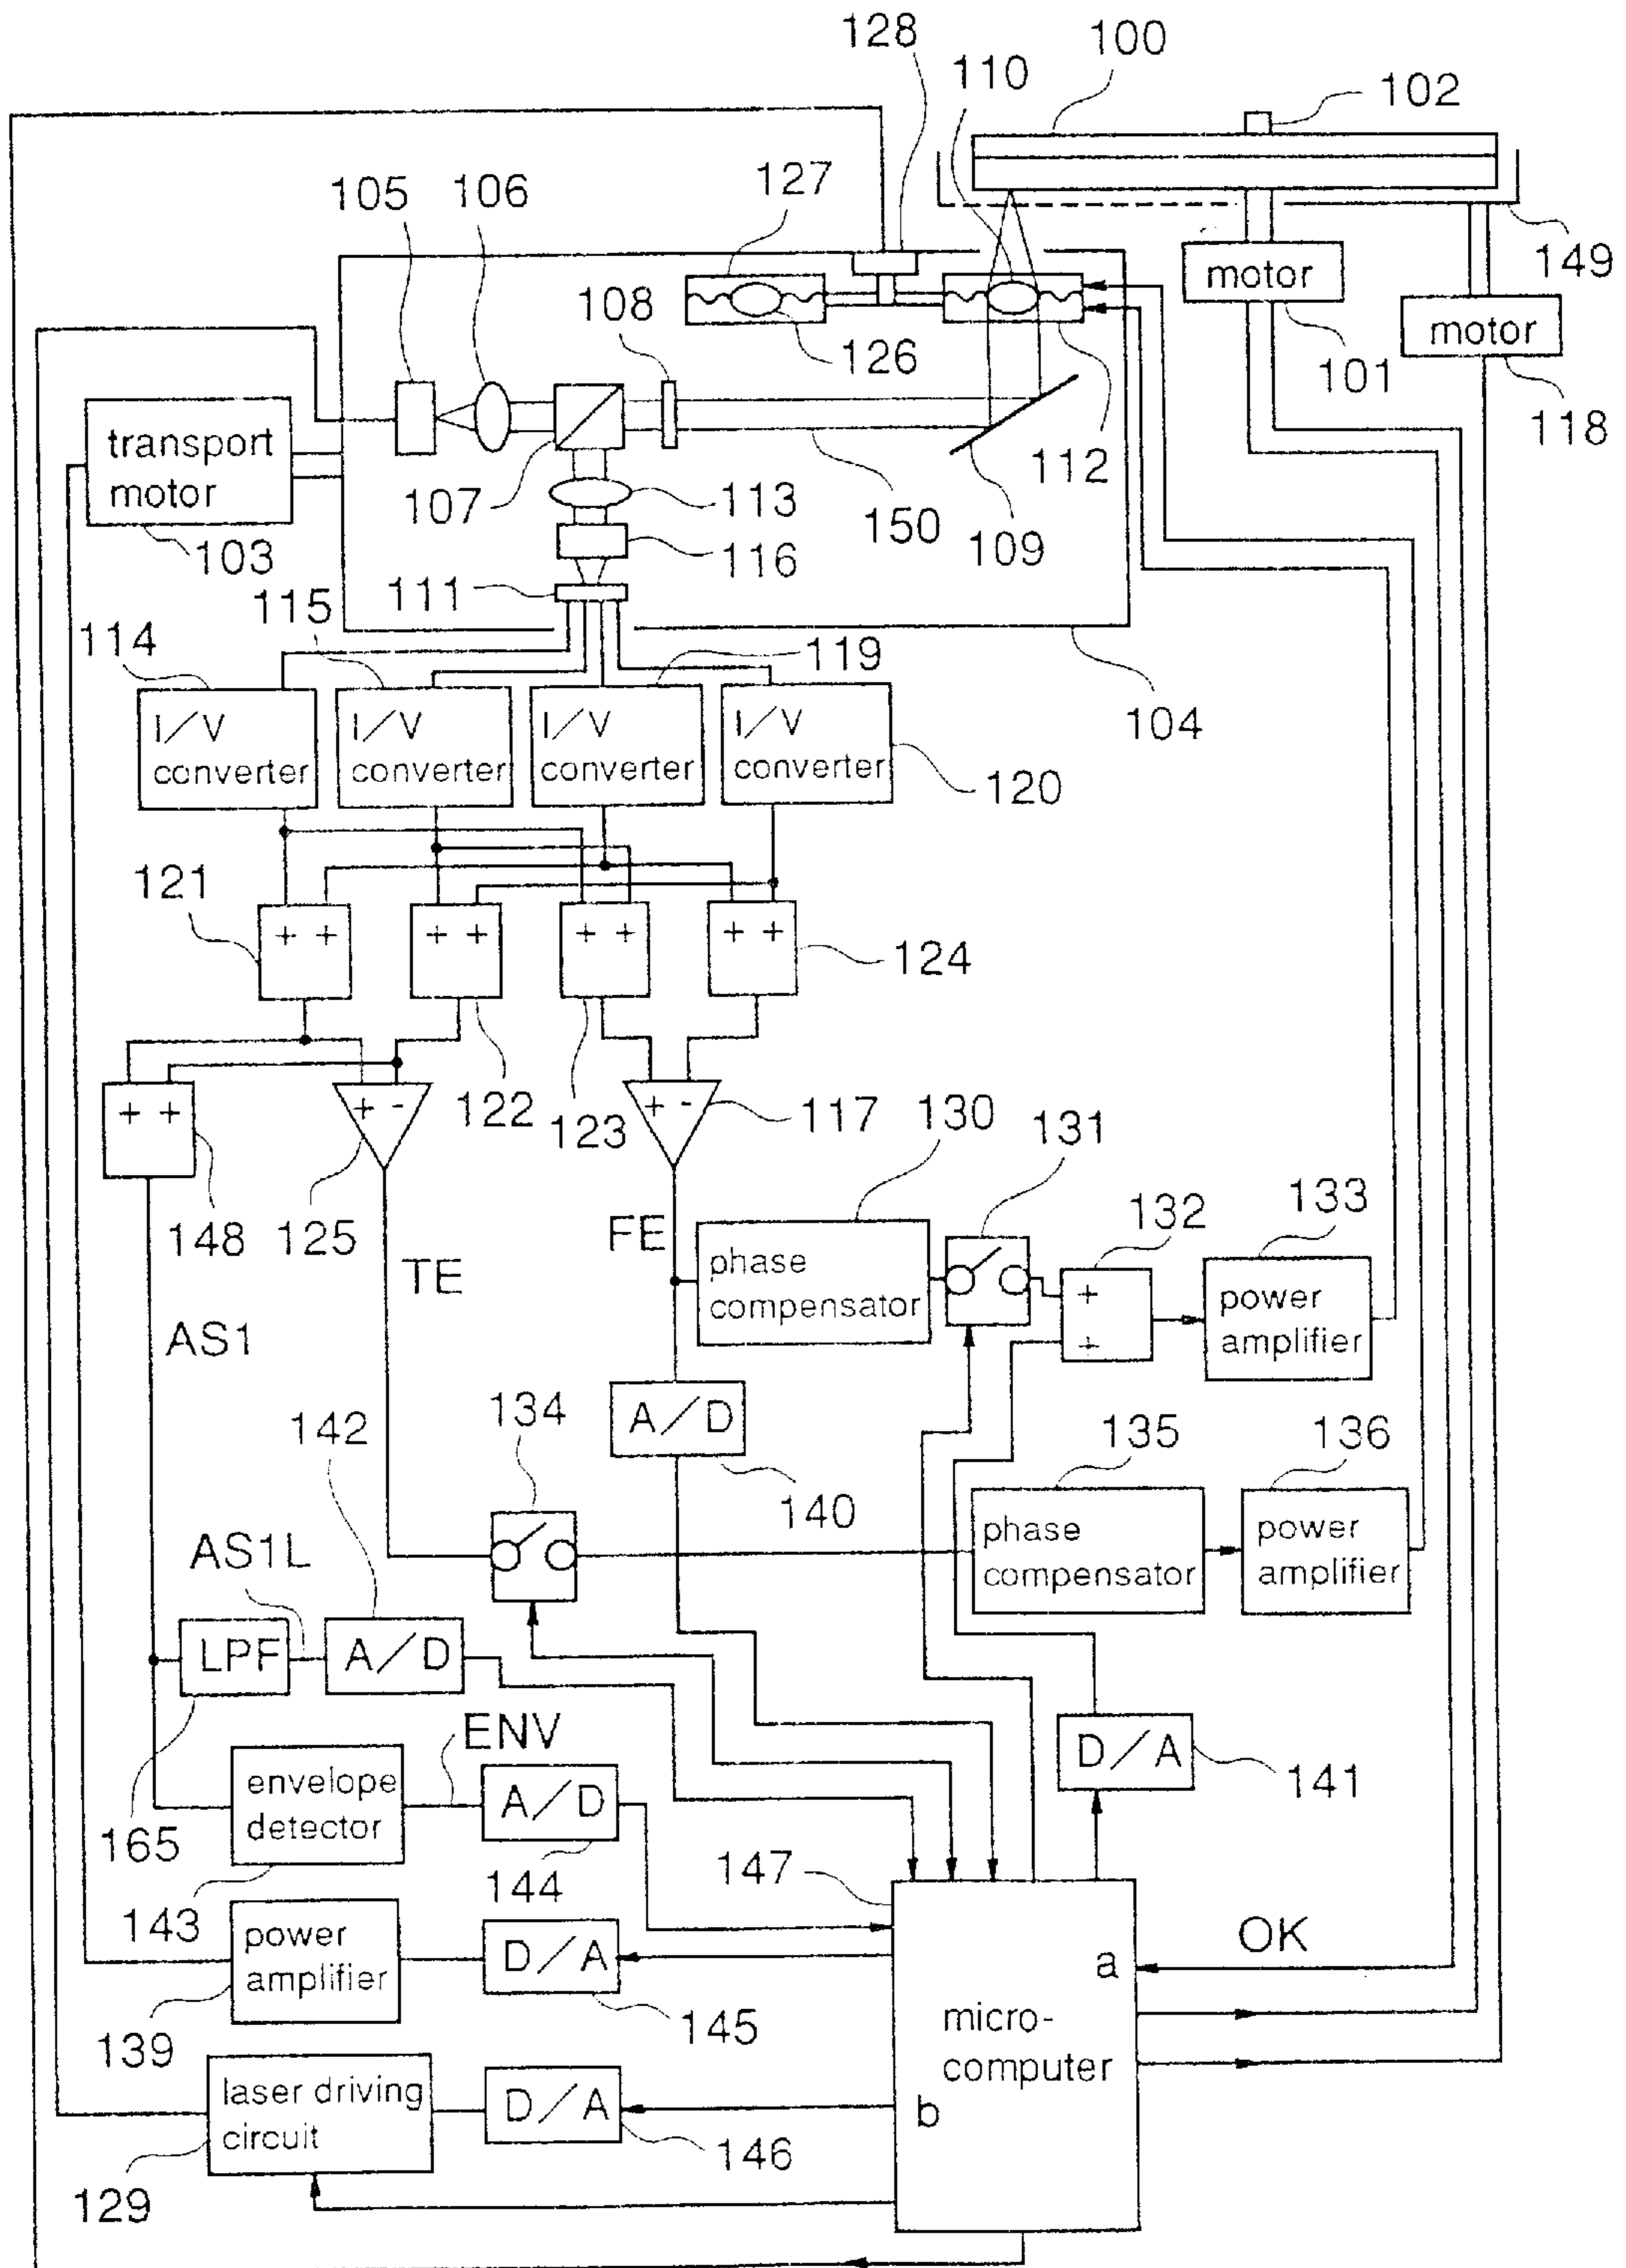 128
100
110
102
105
106
127
108
motor
149
126
101
motor
118
transport
motor
107
113
150
109
112
103
116
111
115
114
119
104
I/V
converter
I/V
converter
I/V
converter
I/V
converter
120
121
+ +
+ +
+ +
+ +
124
+ +
+ -
122
123
+ -
117
130
131
148
125
132
133
FE
TE
phase
compensator
+
+
power
amplifier
AS1
142
134
A/D
135
136
140
AS1L
phase
compensator
power
amplifier
LPF
A/D
ENV
D/A
141
envelope
detector
A/D
165
144
147
143
power
amplifier
D/A
OK
a
139
145
micro-
computer
laser driving
circuit
D/A
b
146
129